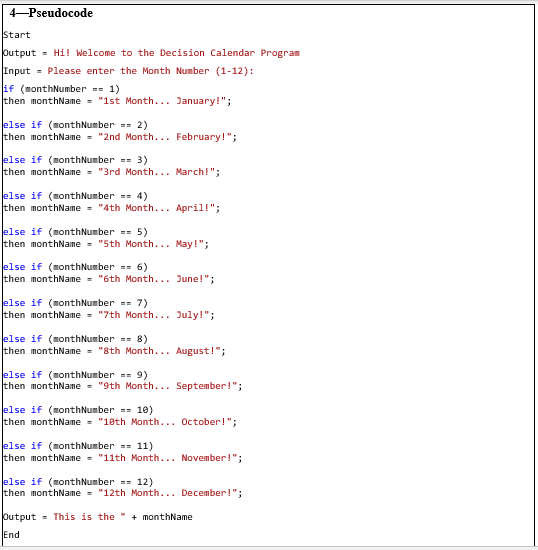 4—Pseudocode
Start
Output = Hi! Welcome to the Decision Calendar Program
Input = Please enter the Month Number (1-12):
if (monthNumber == 1)
then monthName = "1st Month... January!";
else if (monthNumber == 2)
then monthName = "2nd Month... February!";
else if (monthNumber == 3)
then monthName = "3rd Month... March!";
else if (monthNumber == 4)
then monthName = "4th Month... April!";
else if (monthNumber == 5)
then monthName = "5th Month... May!";
else if (monthNumber == 6)
then monthName = "6th Month... June!";
else if (monthNumber == 7)
then monthName = "7th Month... July!";
else if (monthNumber == 8)
then monthName = "8th Month... August!";
else if (monthNumber == 9)
then monthName = "9th Month... September!";
else if (monthNumber == 10)
then monthName = "10th Month... October!";
else if (monthNumber == 11)
then monthName = "11th Month... November!";
else if (monthNumber == 12)
then monthName = "12th Month... December!";
Output = This is the " + monthName
End